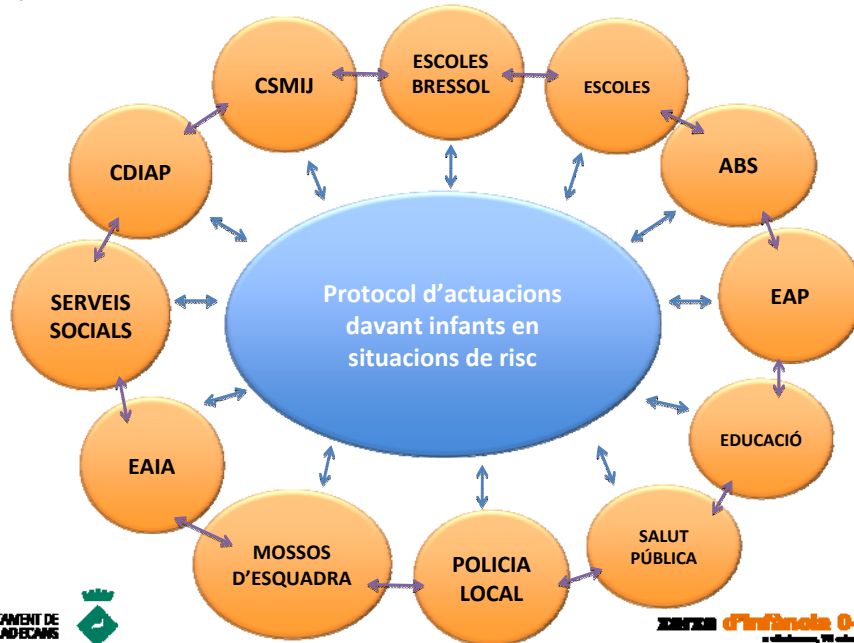 CSMIJ
ESCOLES
BRESSOL
ESCOLES
ABS
CDIAP
EAP
SERVEIS
SOCIALS
Protocol d’actuacions
davant infants en
situacions de risc
EDUCACIÓ
EAIA
SALUT
PÚBLICA
MOSSOS
D’ESQUADRA
POLICIA
LOCAL
xarxa d’infància 0-